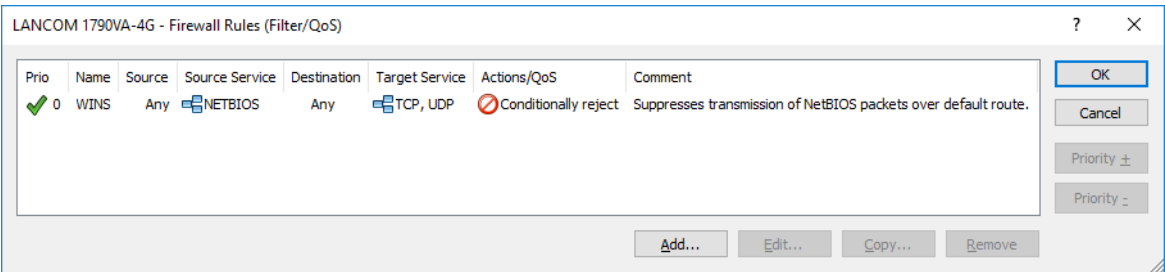 LANCOM 1790VA-4G - Firewall Rules (Filter/QoS) ?
Prio Name Source Source Service Destination Target Service Actions/QoS Comment
0 WINS Any NETBIOS Any TCP, UDP Conditionally reject Suppresses transmission of NetBIOS packets over default route.
OK
Cancel
Priority +
Priority -
Add... Edit... Copy... Remove